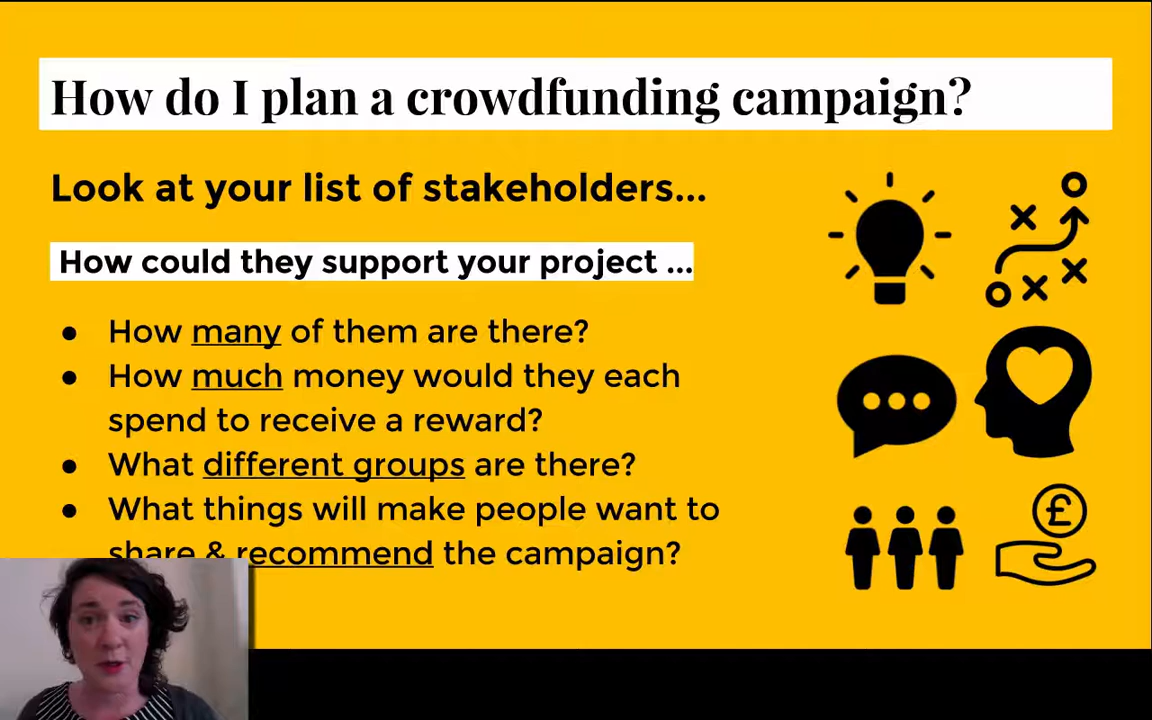 How do I plan a crowdfunding campaign?
Look at your list of stakeholders...
How could they support your project ...
● How many of them are there?
● How much money would they each
spend to receive a reward?
● What different groups are there?
● What things will make people want to
share & recommend the campaign?
£